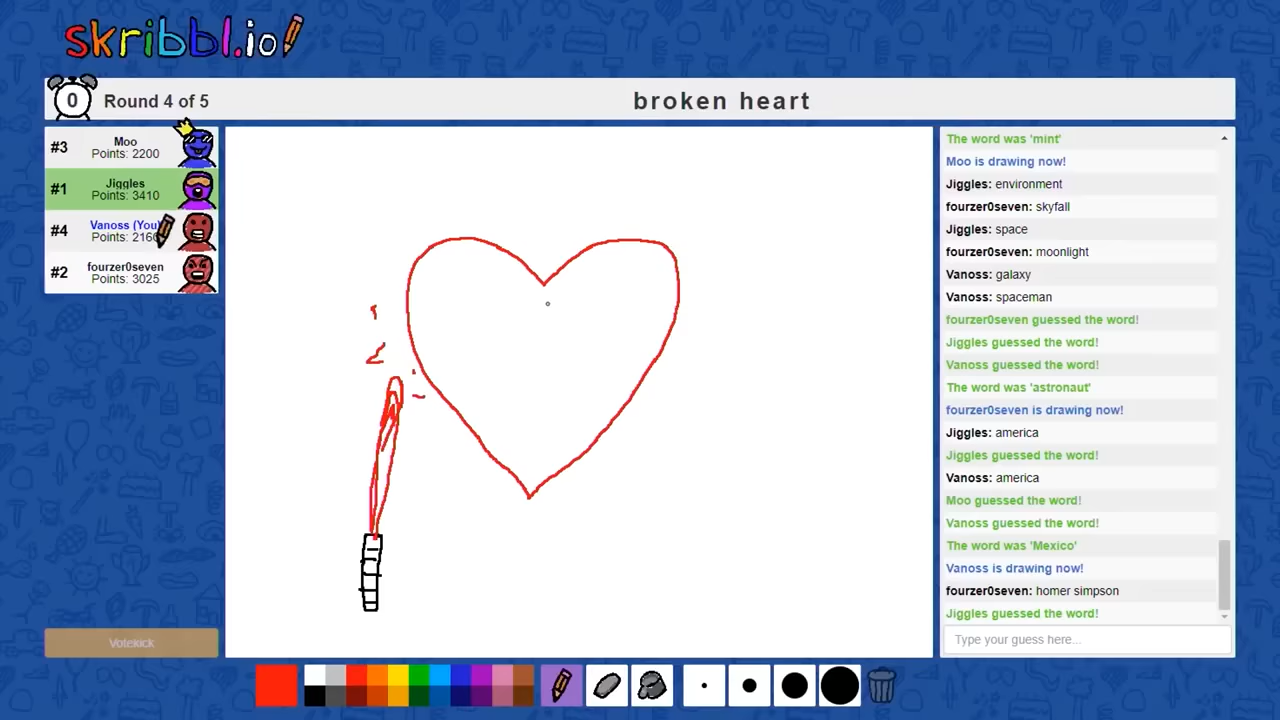 skribbl.io
0
Round 4 of 5
broken heart
#3
Moo
Points: 2200
#1
Jiggles
Points: 3410
#4
Vanoss (You)
Points: 2160
#2
fourzer0seven
Points: 3025
Votekick
The word was 'mint'
Moo is drawing now!
Jiggles: environment
fourzer0seven: skyfall
Jiggles: space
fourzer0seven: moonlight
Vanoss: galaxy
Vanoss: spaceman
fourzer0seven guessed the word!
Jiggles guessed the word!
Vanoss guessed the word!
The word was 'astronaut'
fourzer0seven is drawing now!
Jiggles: america
Jiggles guessed the word!
Vanoss: america
Moo guessed the word!
Vanoss guessed the word!
The word was 'Mexico'
Vanoss is drawing now!
fourzer0seven: homer simpson
Jiggles guessed the word!
Type your guess here...